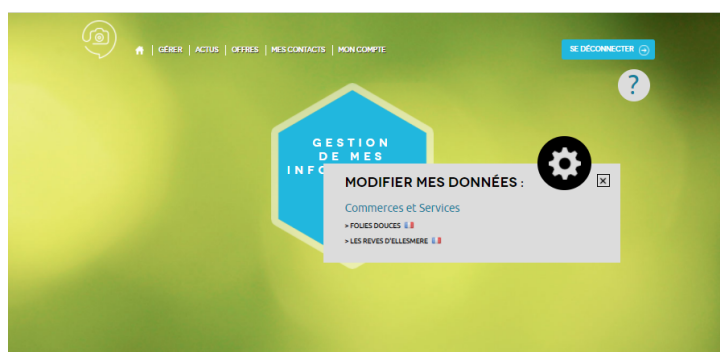 GÉRER | ACTUS | OFFRES | MES CONTACTS | MON COMPTE
SE DÉCONNECTER
?
GESTION
DE MES
INFO
MODIFIER MES DONNÉES :
Commerces et Services
> FOLIES DOUCES
> LES REVES D'ELLESMERE